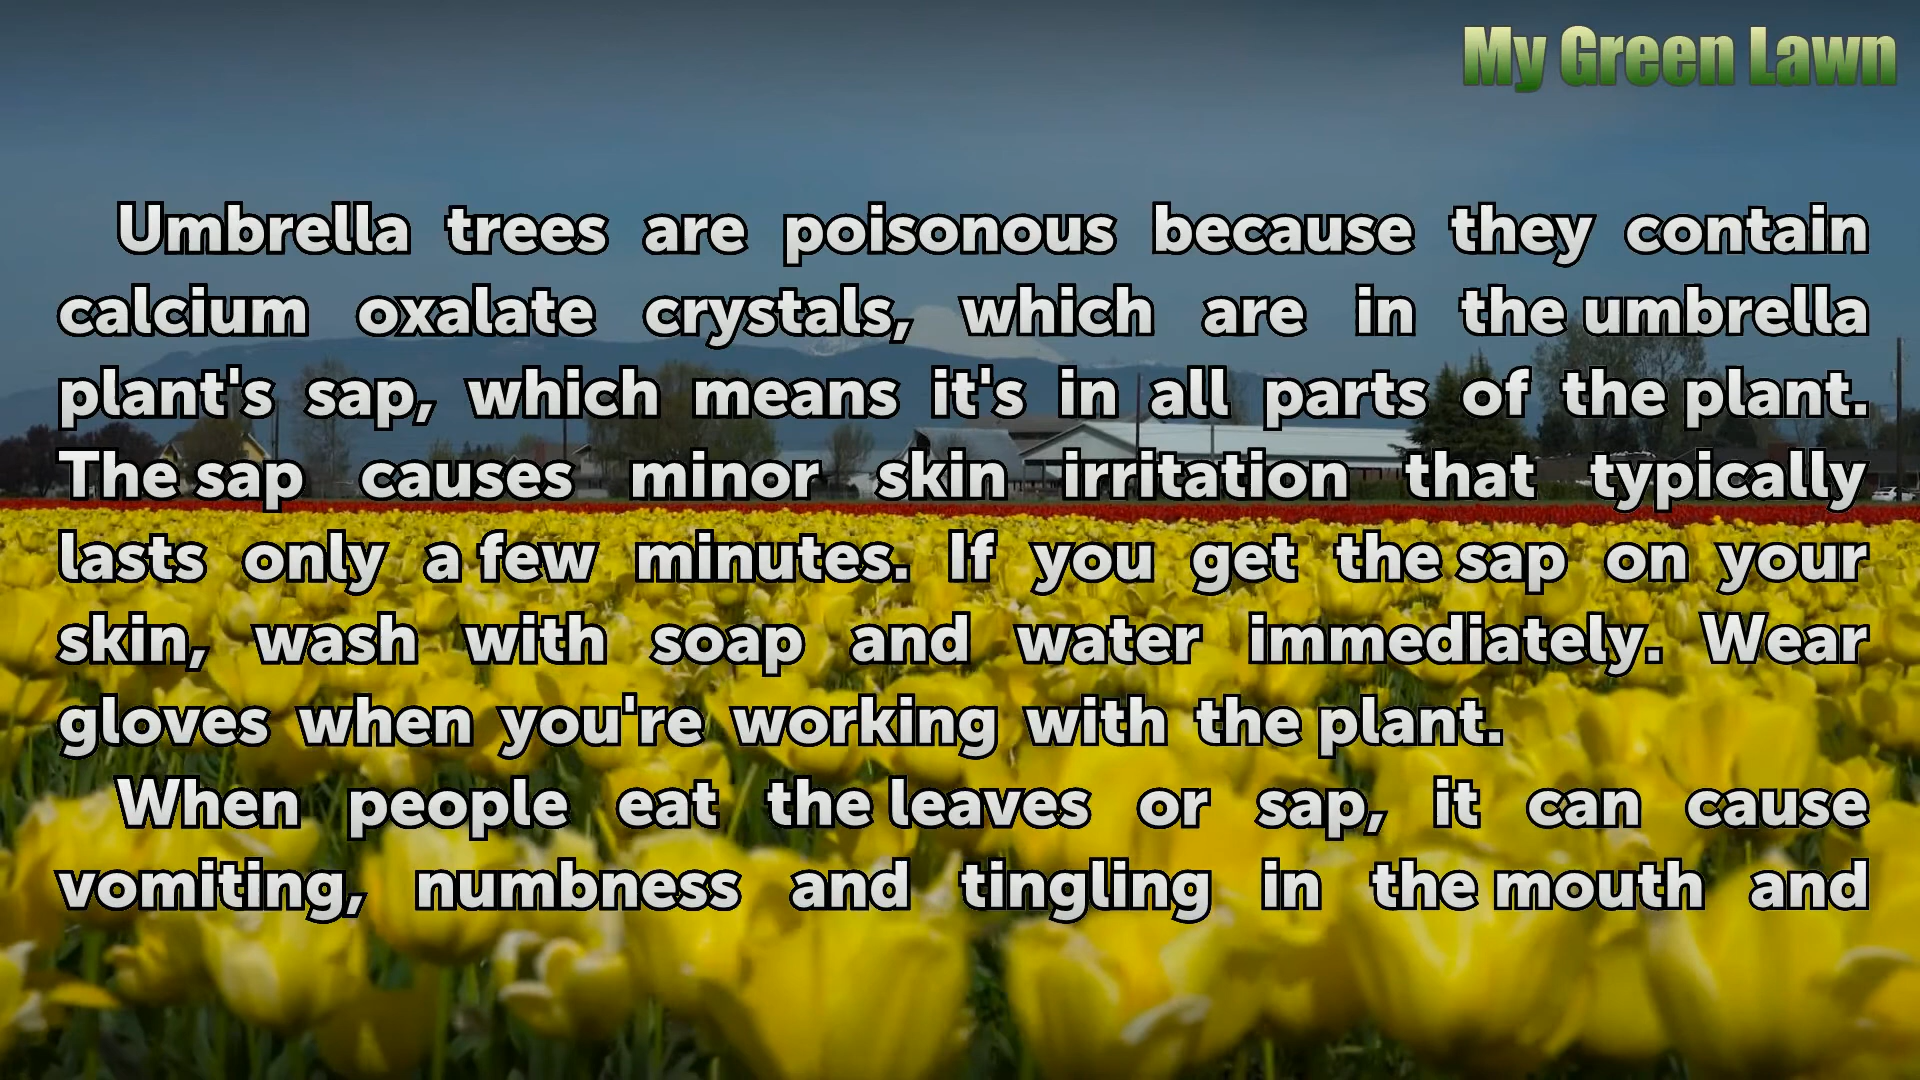 My Green Lawn
Umbrella trees are poisonous because they contain
calcium oxalate crystals, which are in the umbrella
plant's sap, which means it's in all parts of the plant.
The sap causes minor skin irritation that typically
lasts only a few minutes. If you get the sap on your
skin, wash with soap and water immediately. Wear
gloves when you're working with the plant.
When people eat the leaves or sap, it can cause
vomiting, numbness and tingling in the mouth and